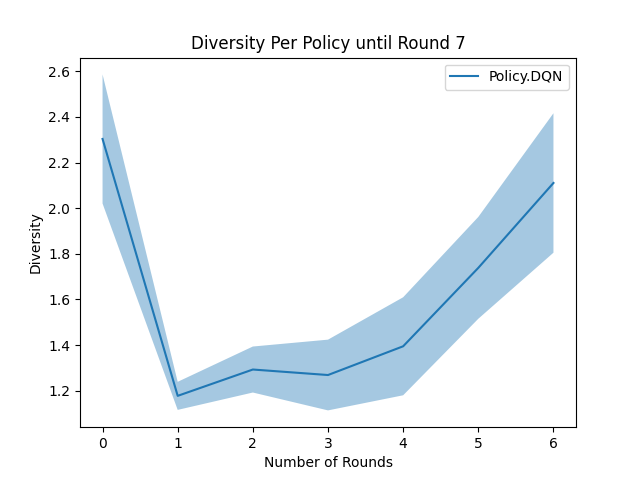 Diversity Per Policy until Round 7
Policy.DQN
2.6
2.4
2.2
2.0
1.8
1.6
1.4
1.2
Diversity
0 1 2 3 4 5 6
Number of Rounds